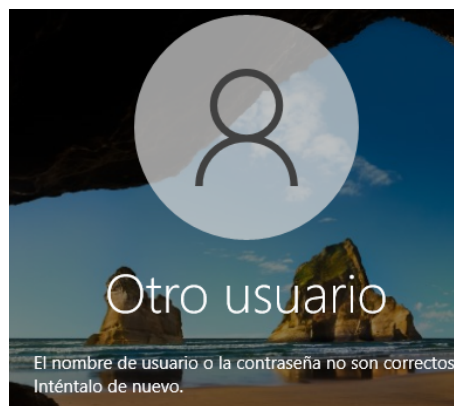 Otro usuario
El nombre de usuario o la contraseña no son correctos
Inténtalo de nuevo.